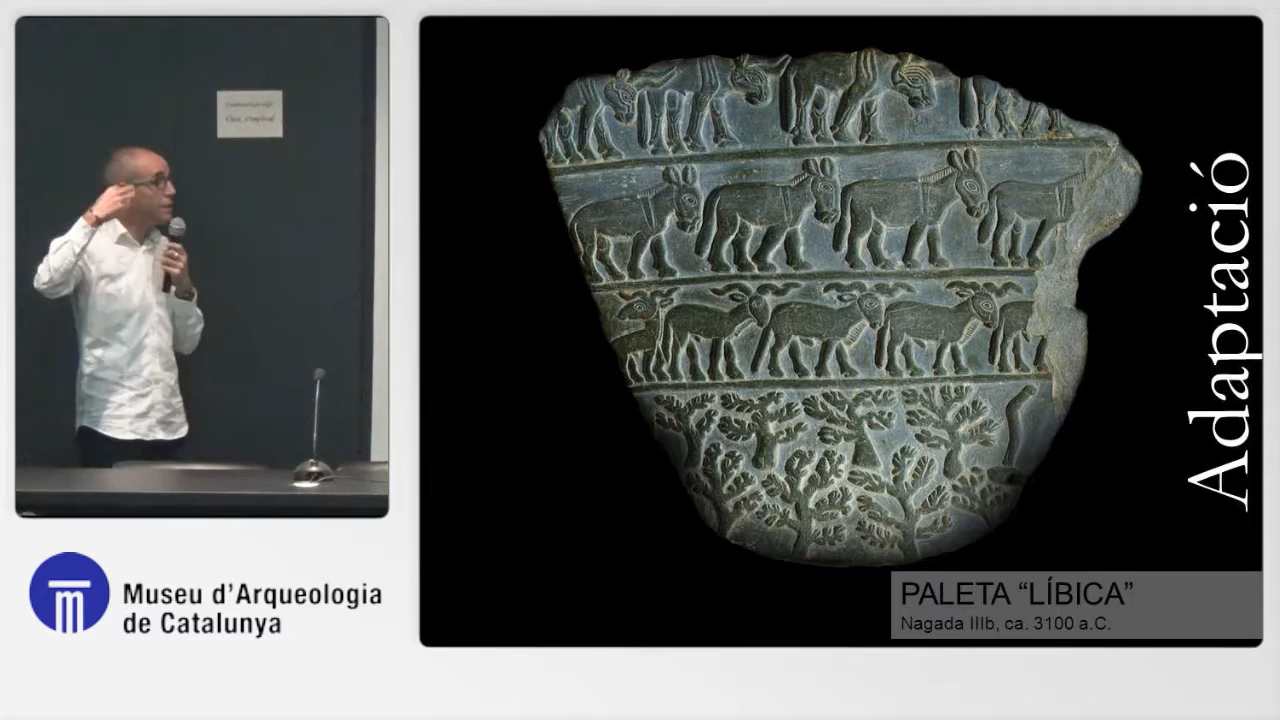 Museu d'Arqueologia
de Catalunya
Adaptació
PALETA “LÍBICA”
Nagada IIIb, ca. 3100 a.C.